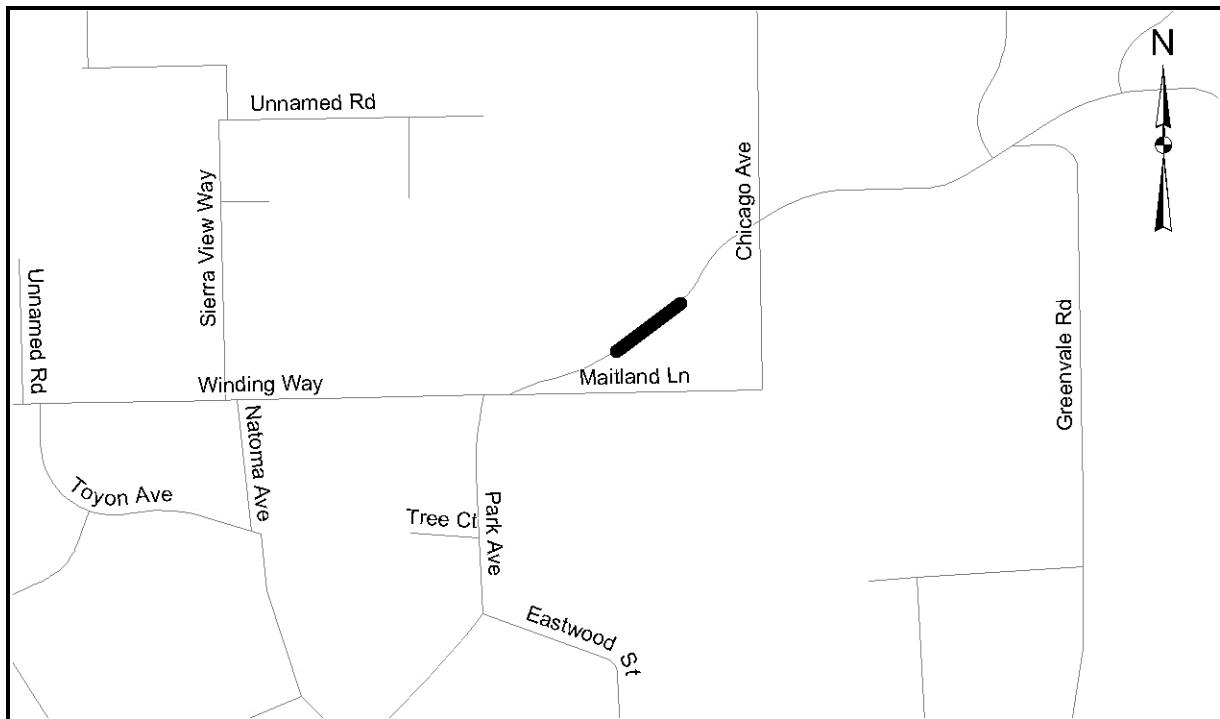 N
Unnamed Rd
Chicago Ave
Sierra View Way
Unnamed Rd
Greenvale Rd
Maitland Ln
Winding Way
Natoma Ave
Toyon Ave
Park Ave
Tree Ct
Eastwood St